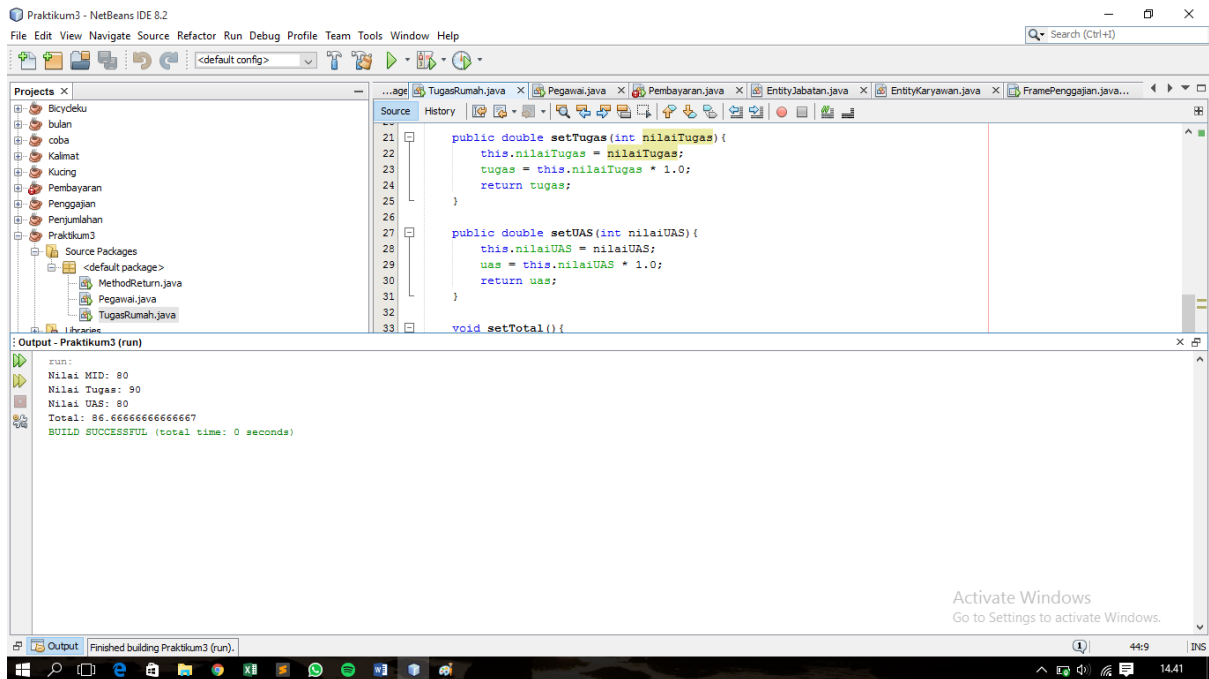 Praktikum3 - NetBeans IDE 8.2
File Edit View Navigate Source Refactor Run Debug Profile Team Tools Window Help
Search (Ctrl+I)
<default config>
Projects
...age TugasRumah.java Pegawai.java Pembayaran.java EntityJabatan.java EntityKaryawan.java FramePenggajian.java...
Source History
Bicycleku
bulan
coba
Kalimat
Kucing
Pembayaran
Penggajian
Penjumlahan
Praktikum3
Source Packages
<default package>
MethodReturn.java
Pegawai.java
TugasRumah.java
Libraries
20
21 public double setTugas(int nilaiTugas){
22 this.nilaiTugas = nilaiTugas;
23 tugas = this.nilaiTugas * 1.0;
24 return tugas;
25 }
26
27 public double setUAS(int nilaiUAS){
28 this.nilaiUAS = nilaiUAS;
29 uas = this.nilaiUAS * 1.0;
30 return uas;
31 }
32
33 void setTotal(){
Output - Praktikum3 (run)
run:
Nilai MID: 80
Nilai Tugas: 90
Nilai UAS: 80
Total: 86.66666666666667
BUILD SUCCESSFUL (total time: 0 seconds)
Activate Windows
Go to Settings to activate Windows.
Output Finished building Praktikum3 (run).
1 44:9 INS
14.41